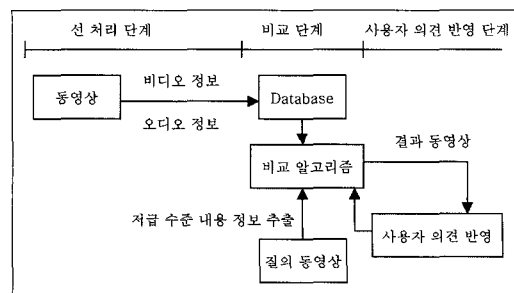 선 처리 단계
비교 단계
사용자 의견 반영 단계
비디오 정보
동영상
Database
오디오 정보
결과 동영상
비교 알고리즘
저급 수준 내용 정보 추출
사용자 의견 반영
질의 동영상